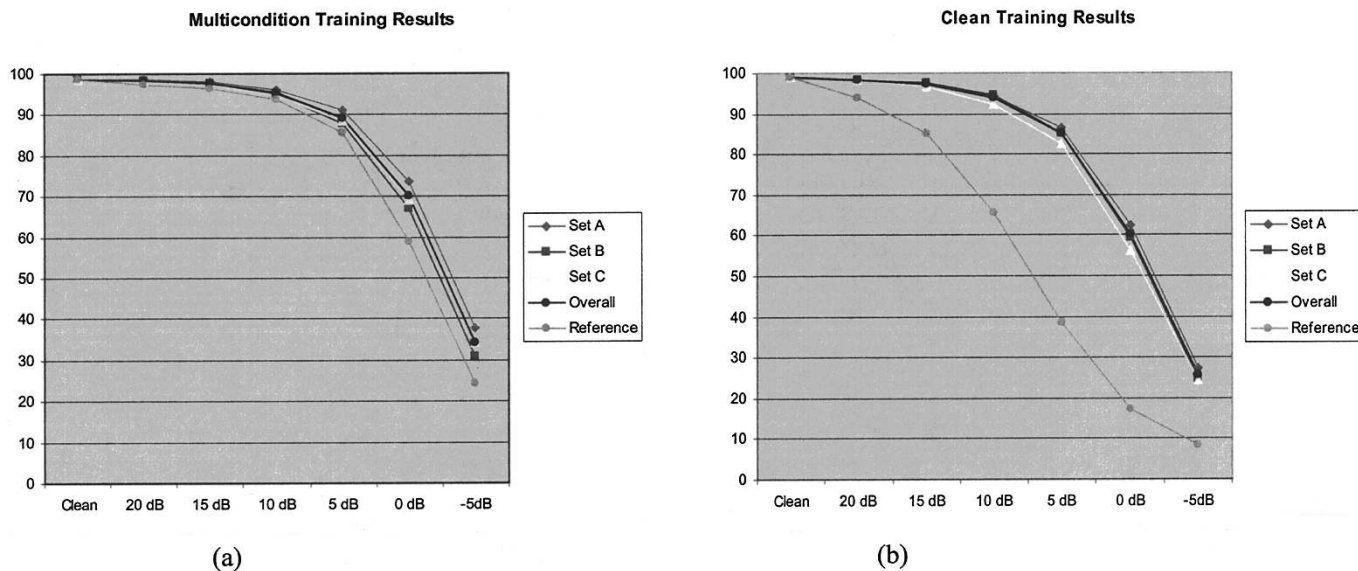 Multicondition Training Results
100
90
80
70
60
50
40
30
20
10
0
Clean 20 dB 15 dB 10 dB 5 dB 0 dB -5dB
Set A
Set B
Set C
Overall
Reference
(a)
Clean Training Results
100
90
80
70
60
50
40
30
20
10
0
Clean 20 dB 15 dB 10 dB 5 dB 0 dB -5dB
Set A
Set B
Set C
Overall
Reference
(b)